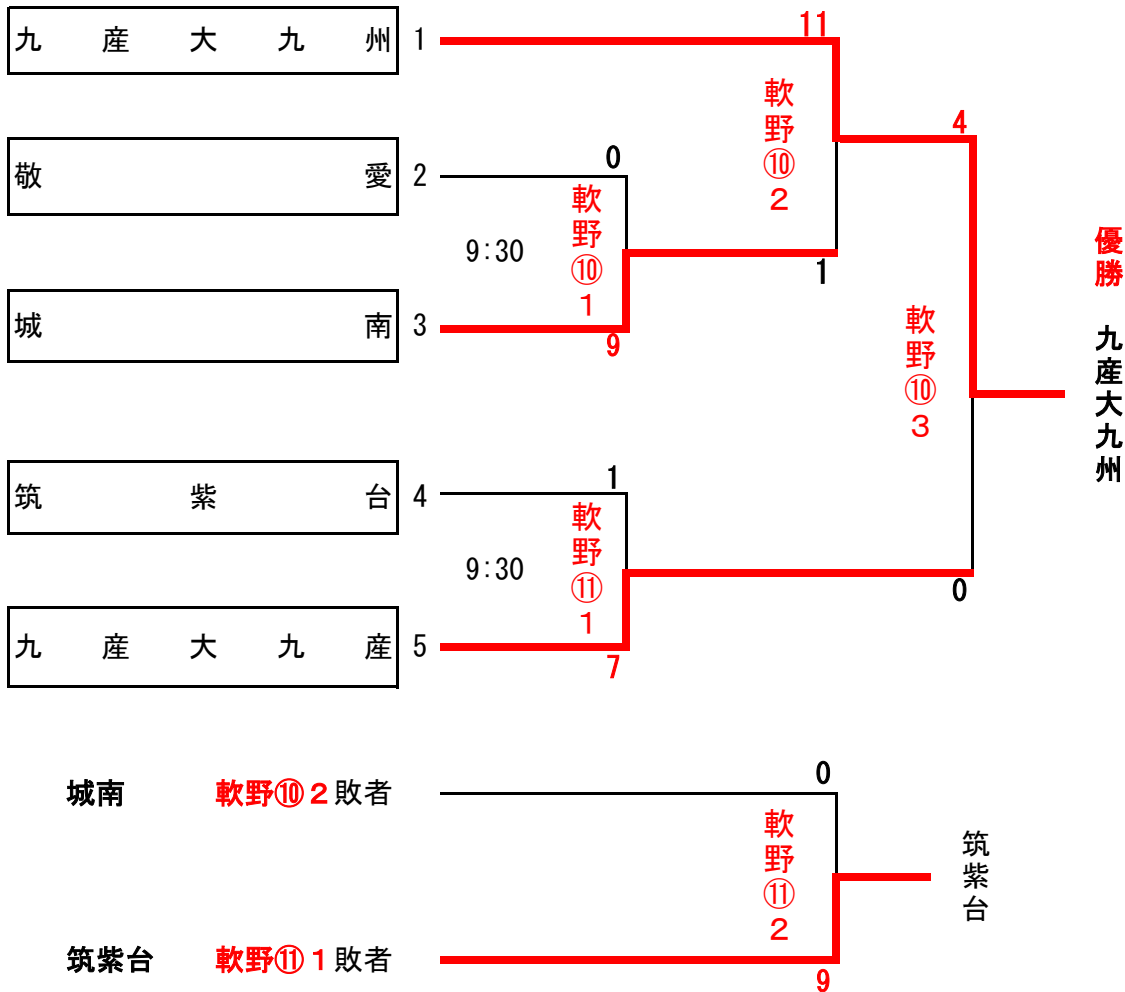 九産大九州 1
11
軟野⑩2
4
敬愛 2
0
9:30
軟野⑩1
1
城南 3
9
軟野⑩3
優勝 九産大九州
筑紫台 4
1
9:30
軟野⑪1
0
九産大九産 5
7
城南 軟野⑩2敗者
0
軟野⑪2
筑紫台
筑紫台 軟野⑪1敗者
9